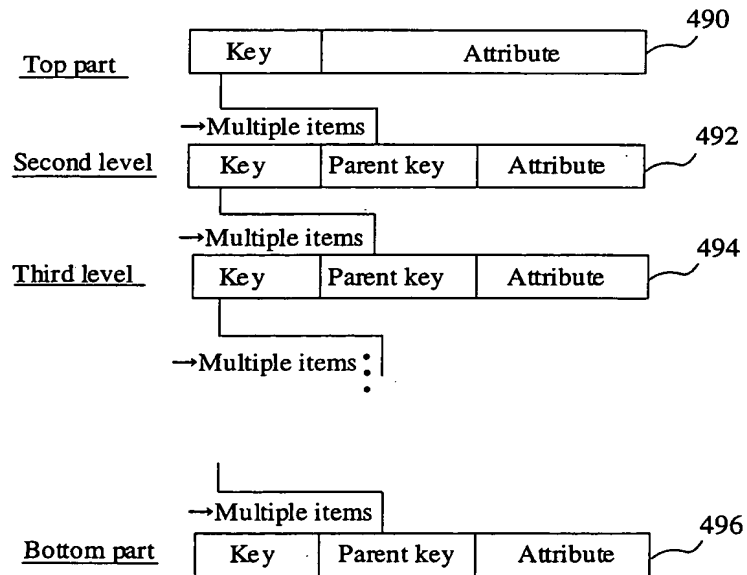 490
Top part Key Attribute
→Multiple items
492
Second level Key Parent key Attribute
→Multiple items
494
Third level Key Parent key Attribute
→Multiple items
496
→Multiple items
Bottom part Key Parent key Attribute